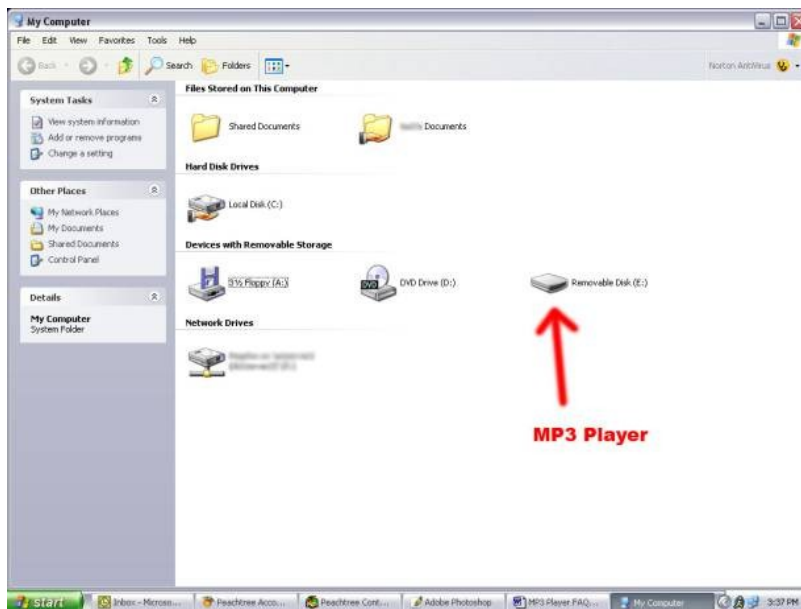 My Computer
File Edit View Favorites Tools Help
Back Search Folders Norton AntiVirus
System Tasks
View system information
Add or remove programs
Change a setting
Other Places
My Network Places
My Documents
Shared Documents
Control Panel
Details
My Computer
System Folder
Files Stored on This Computer
Shared Documents
Documents
Hard Disk Drives
Local Disk (C:)
Devices with Removable Storage
3½ Floppy (A:)
DVD
DVD Drive (D:)
Removable Disk (E:)
Network Drives
MP3 Player
start Inbox - Microso... Peachtree Acco... Peachtree Cont... Adobe Photoshop MP3 Player FAQ... My Computer 3:37 PM